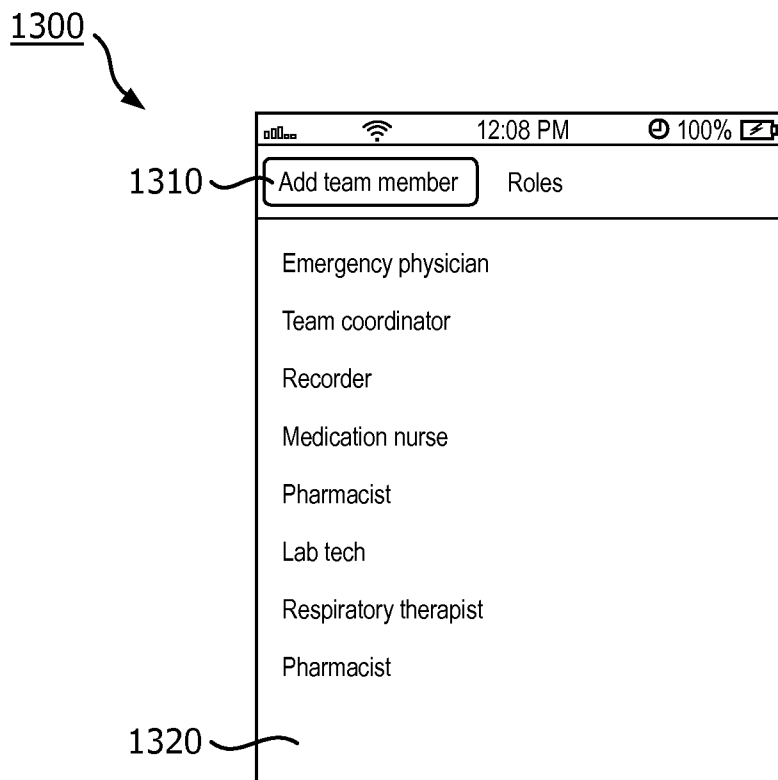 1300
12:08 PM 100%
1310 Add team member Roles
Emergency physician
Team coordinator
Recorder
Medication nurse
Pharmacist
Lab tech
Respiratory therapist
Pharmacist
1320